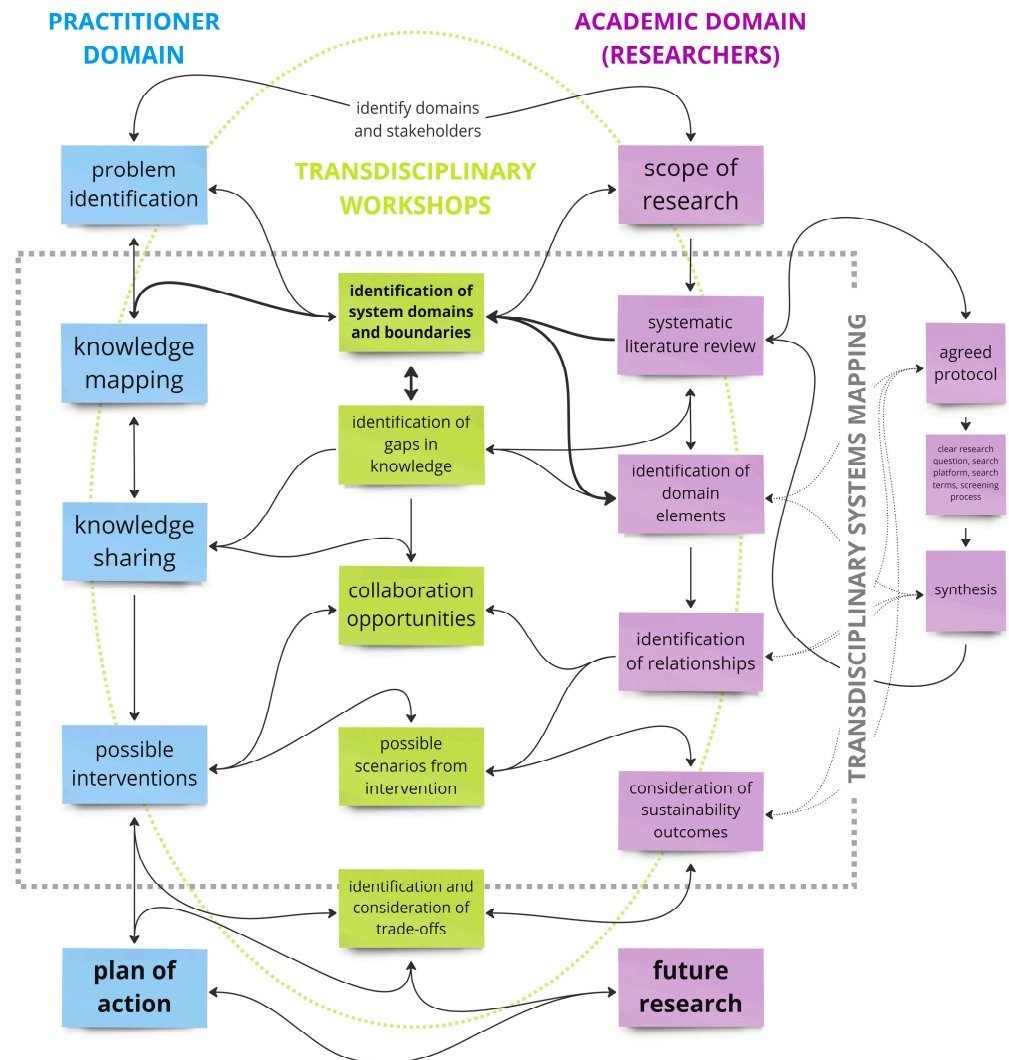 PRACTITIONER
DOMAIN
ACADEMIC DOMAIN
(RESEARCHERS)
identify domains
and stakeholders
TRANSDISCIPLINARY
WORKSHOPS
problem
identification
scope of
research
identification of
system domains
and boundaries
knowledge
mapping
systematic
literature review
agreed
protocol
identification of
gaps in
knowledge
clear research
question, search
platform, search
terms, screening
process
identification of
domain
elements
knowledge
sharing
collaboration
opportunities
synthesis
identification
of relationships
TRANSDISCIPLINARY SYSTEMS MAPPING
possible
interventions
possible
scenarios from
intervention
consideration of
sustainability
outcomes
identification and
consideration of
trade-offs
plan of
action
future
research